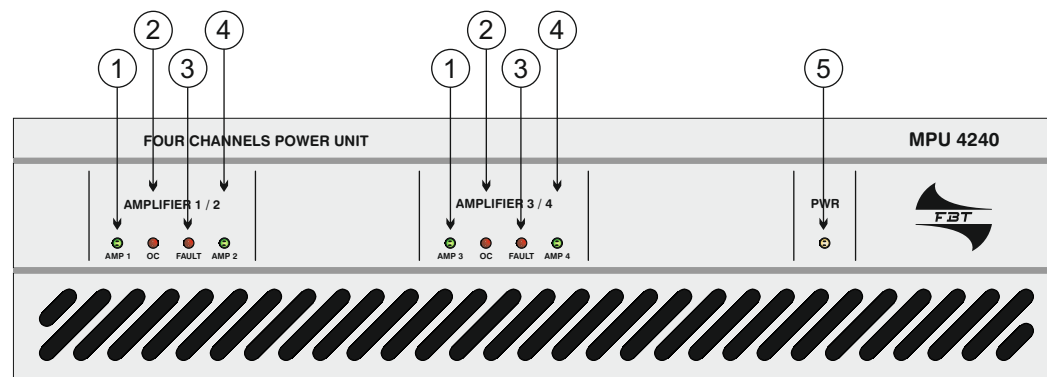 2 4 2 4
1 3 1 3 5
FOUR CHANNELS POWER UNIT MPU 4240
AMPLIFIER 1 / 2 AMPLIFIER 3 / 4 PWR
FBT
AMP 1 OC FAULT AMP 2 AMP 3 OC FAULT AMP 4